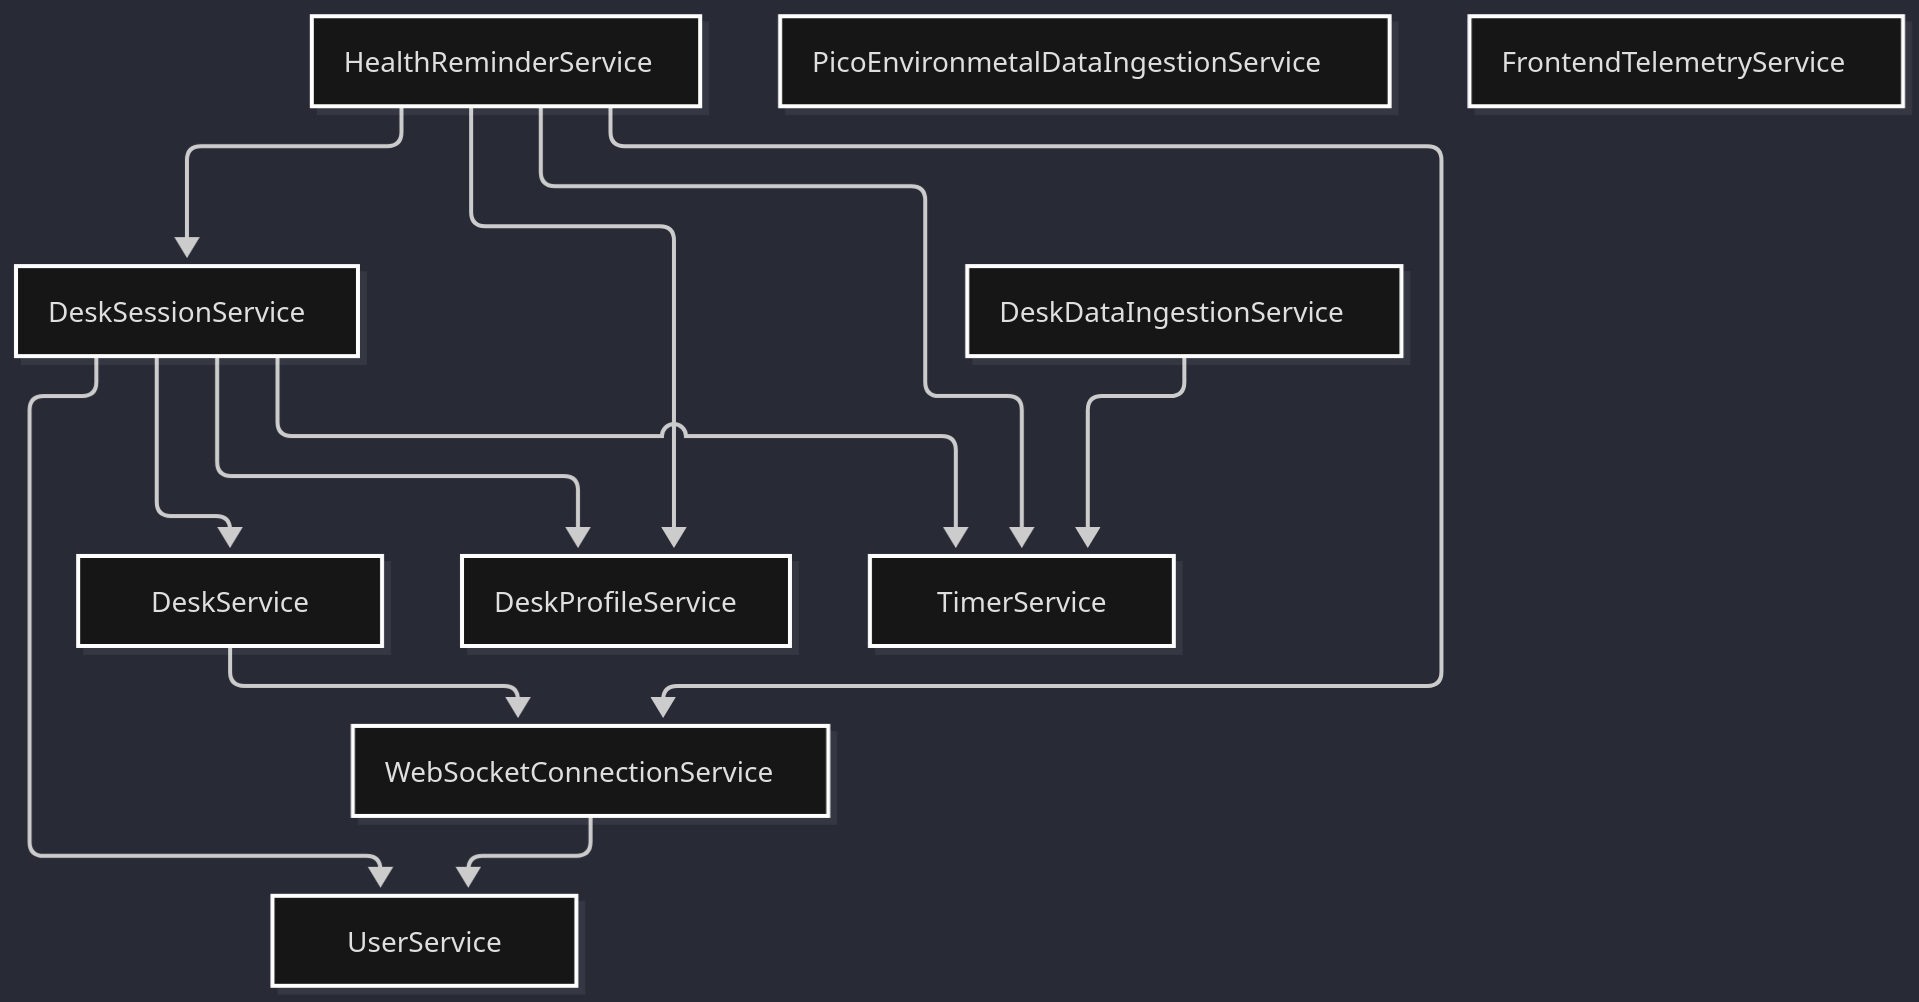 HealthReminderService
PicoEnvironmetalDataIngestionService
FrontendTelemetryService
DeskSessionService
DeskDataIngestionService
DeskService
DeskProfileService
TimerService
WebSocketConnectionService
UserService